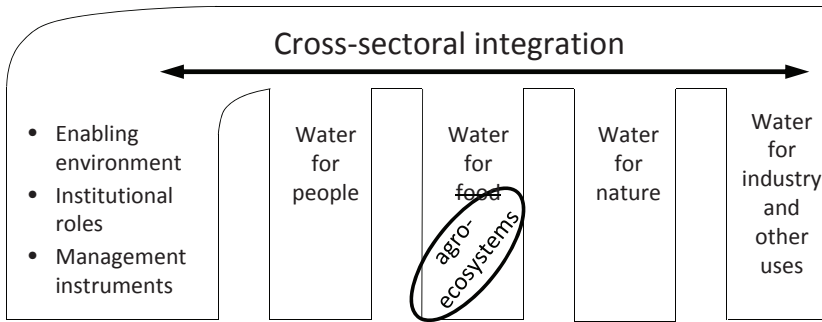 Cross-sectoral integration
• Enabling
environment
• Institutional
roles
• Management
instruments
Water
for
people
Water
for
food
agro-
ecosystems
Water
for
nature
Water
for
industry
and
other
uses